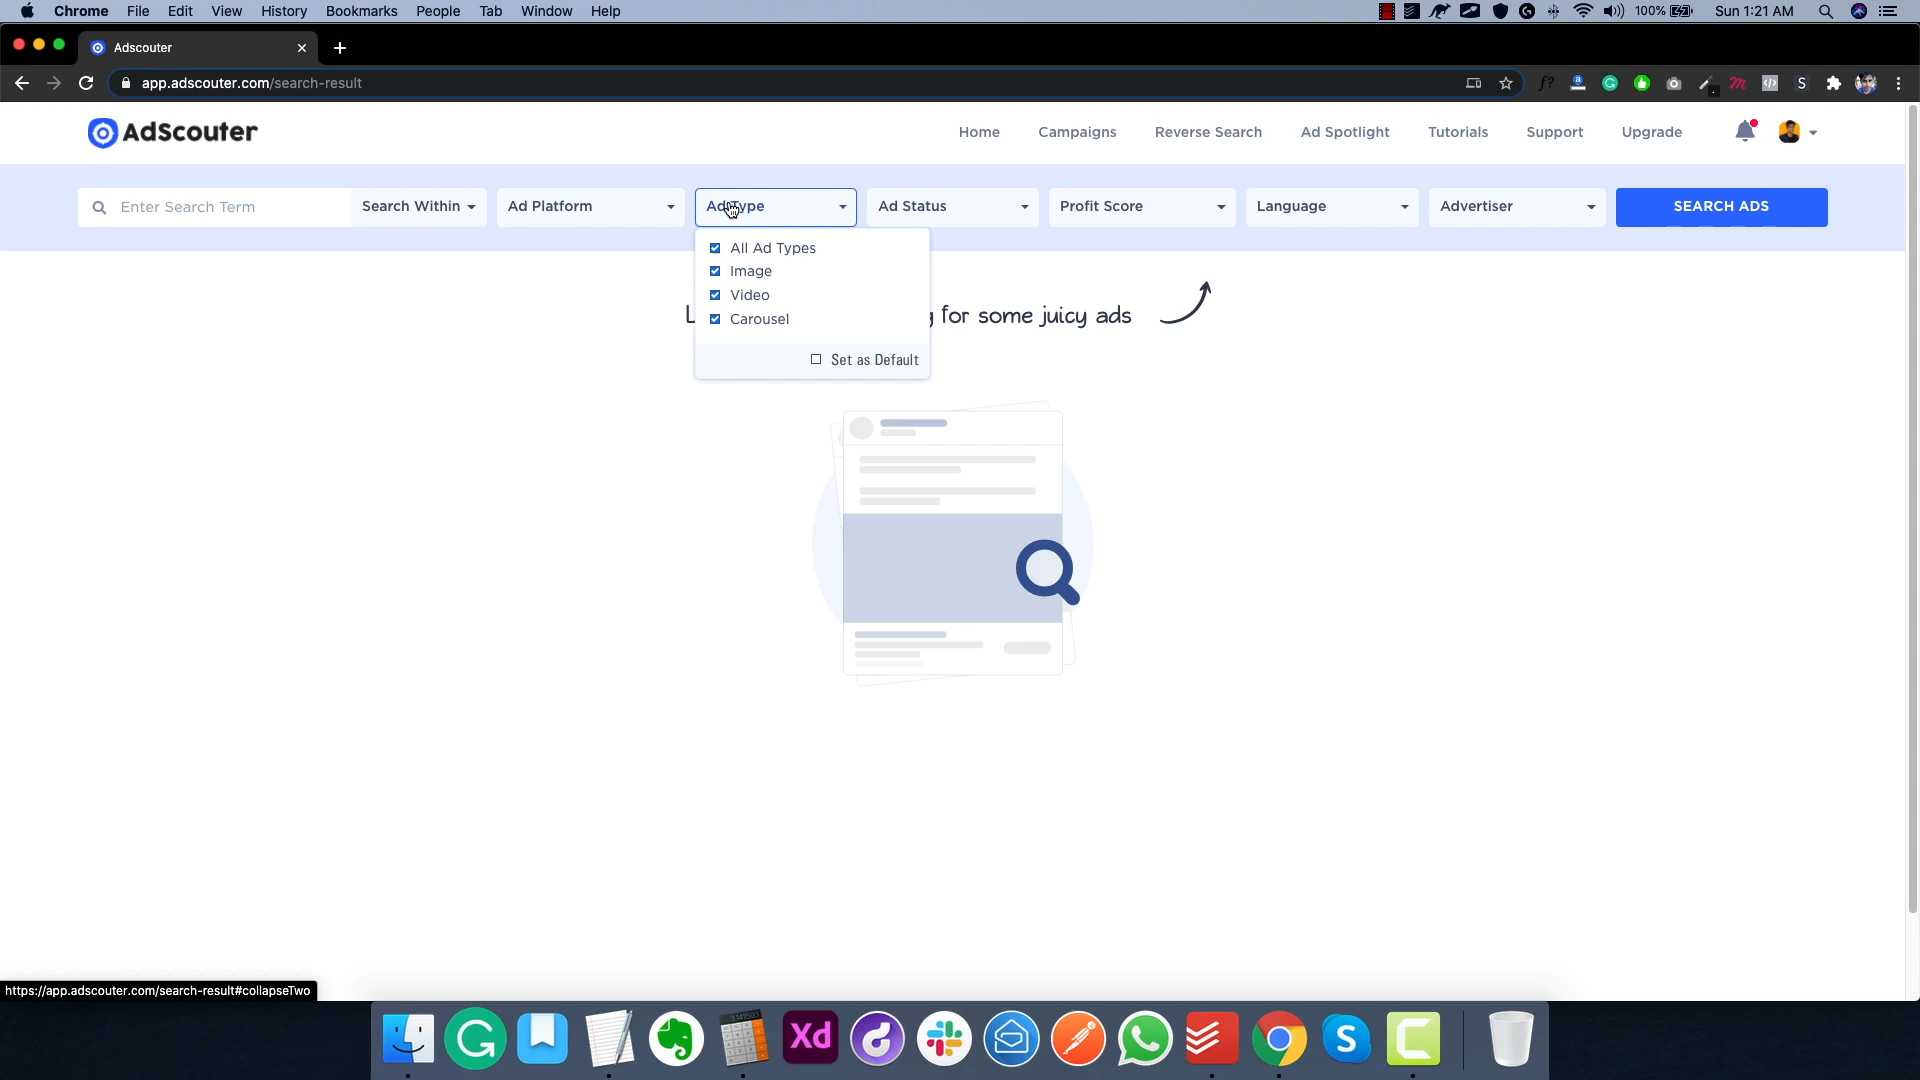 Chrome File Edit View History Bookmarks People Tab Window Help 100% Sun 1:21 AM
Adscouter
app.adscouter.com/search-result
AdScouter Home Campaigns Reverse Search Ad Spotlight Tutorials Support Upgrade
Enter Search Term Search Within Ad Platform Ad Type Ad Status Profit Score Language Advertiser SEARCH ADS
All Ad Types
Image
Video
Carousel
for some juicy ads
Set as Default
https://app.adscouter.com/search-result#collapseTwo
Xd